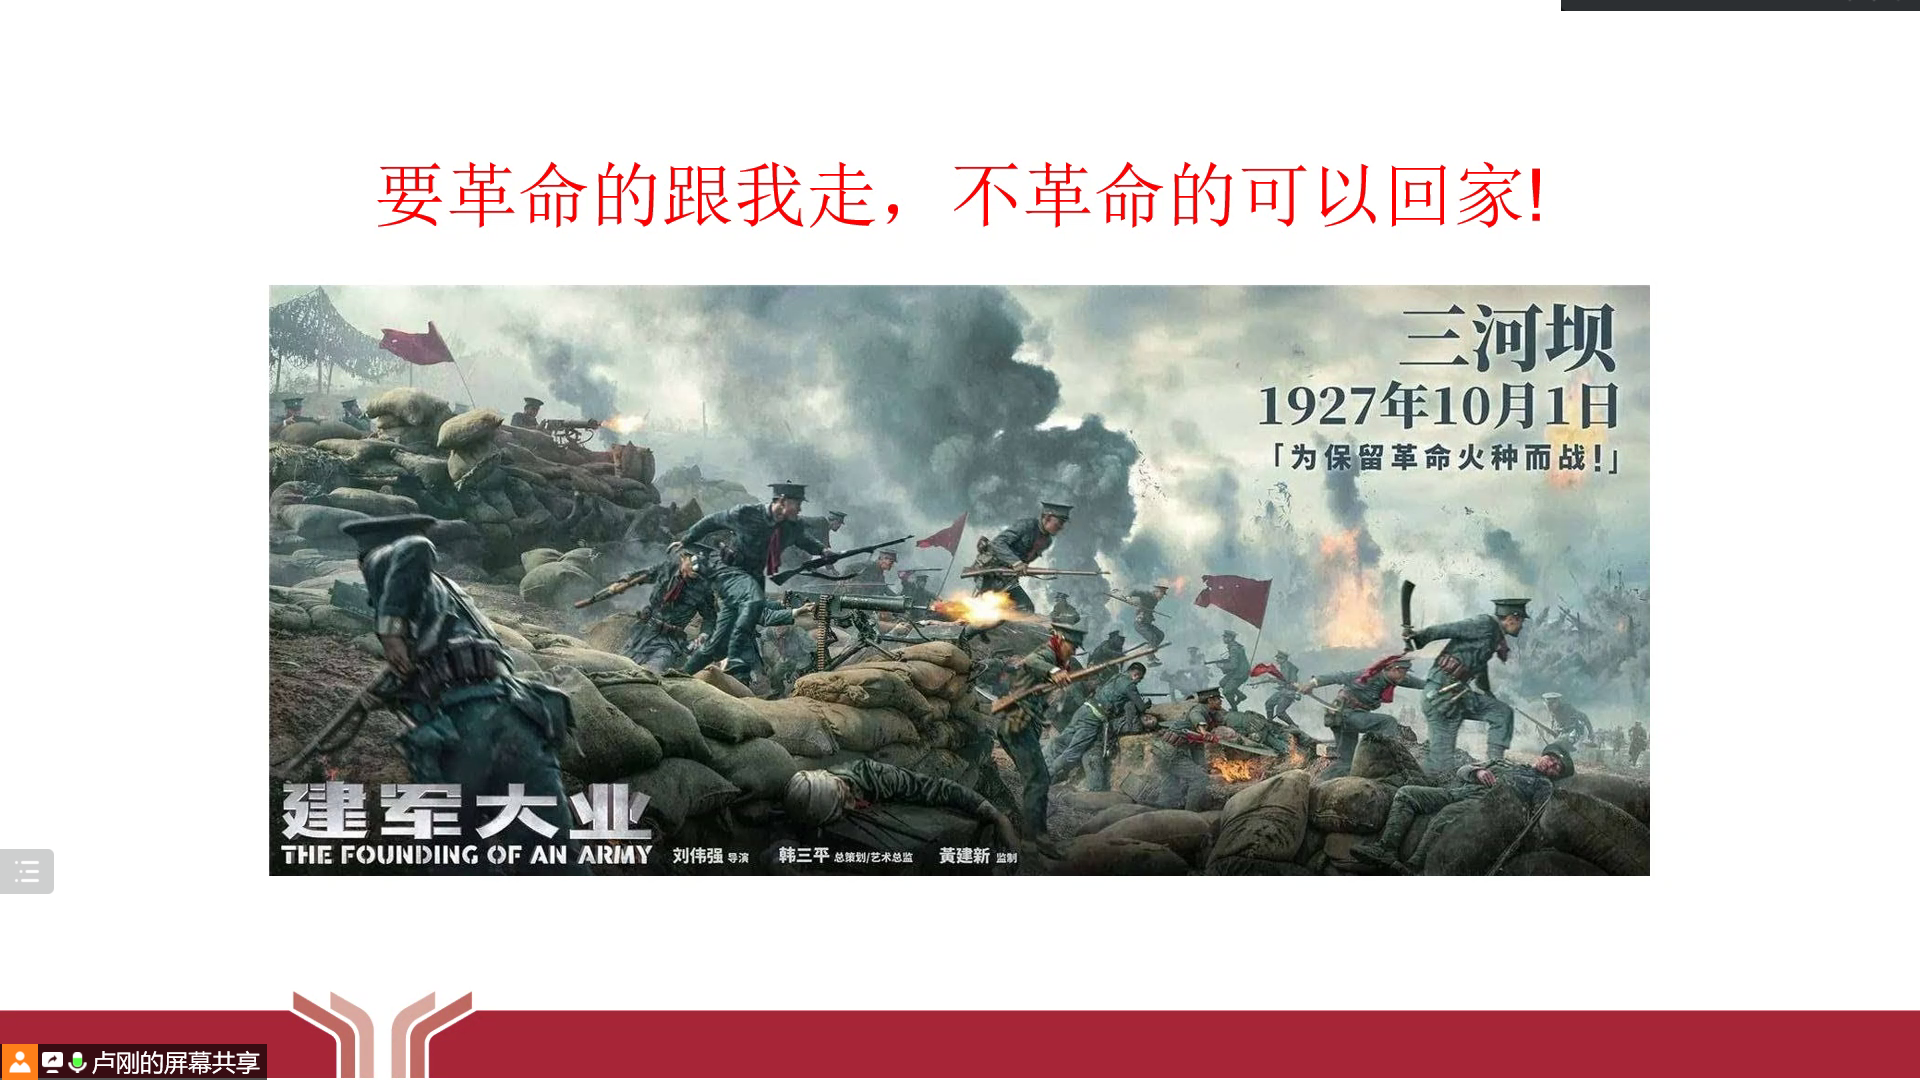 要革命的跟我走，不革命的可以回家!
三河坝
1927年10月1日
「为保留革命火种而战!」
建军大业
THE FOUNDING OF AN ARMY 刘伟强 导演 韩三平 总策划/艺术总监 黃建新 监制
卢刚的屏幕共享